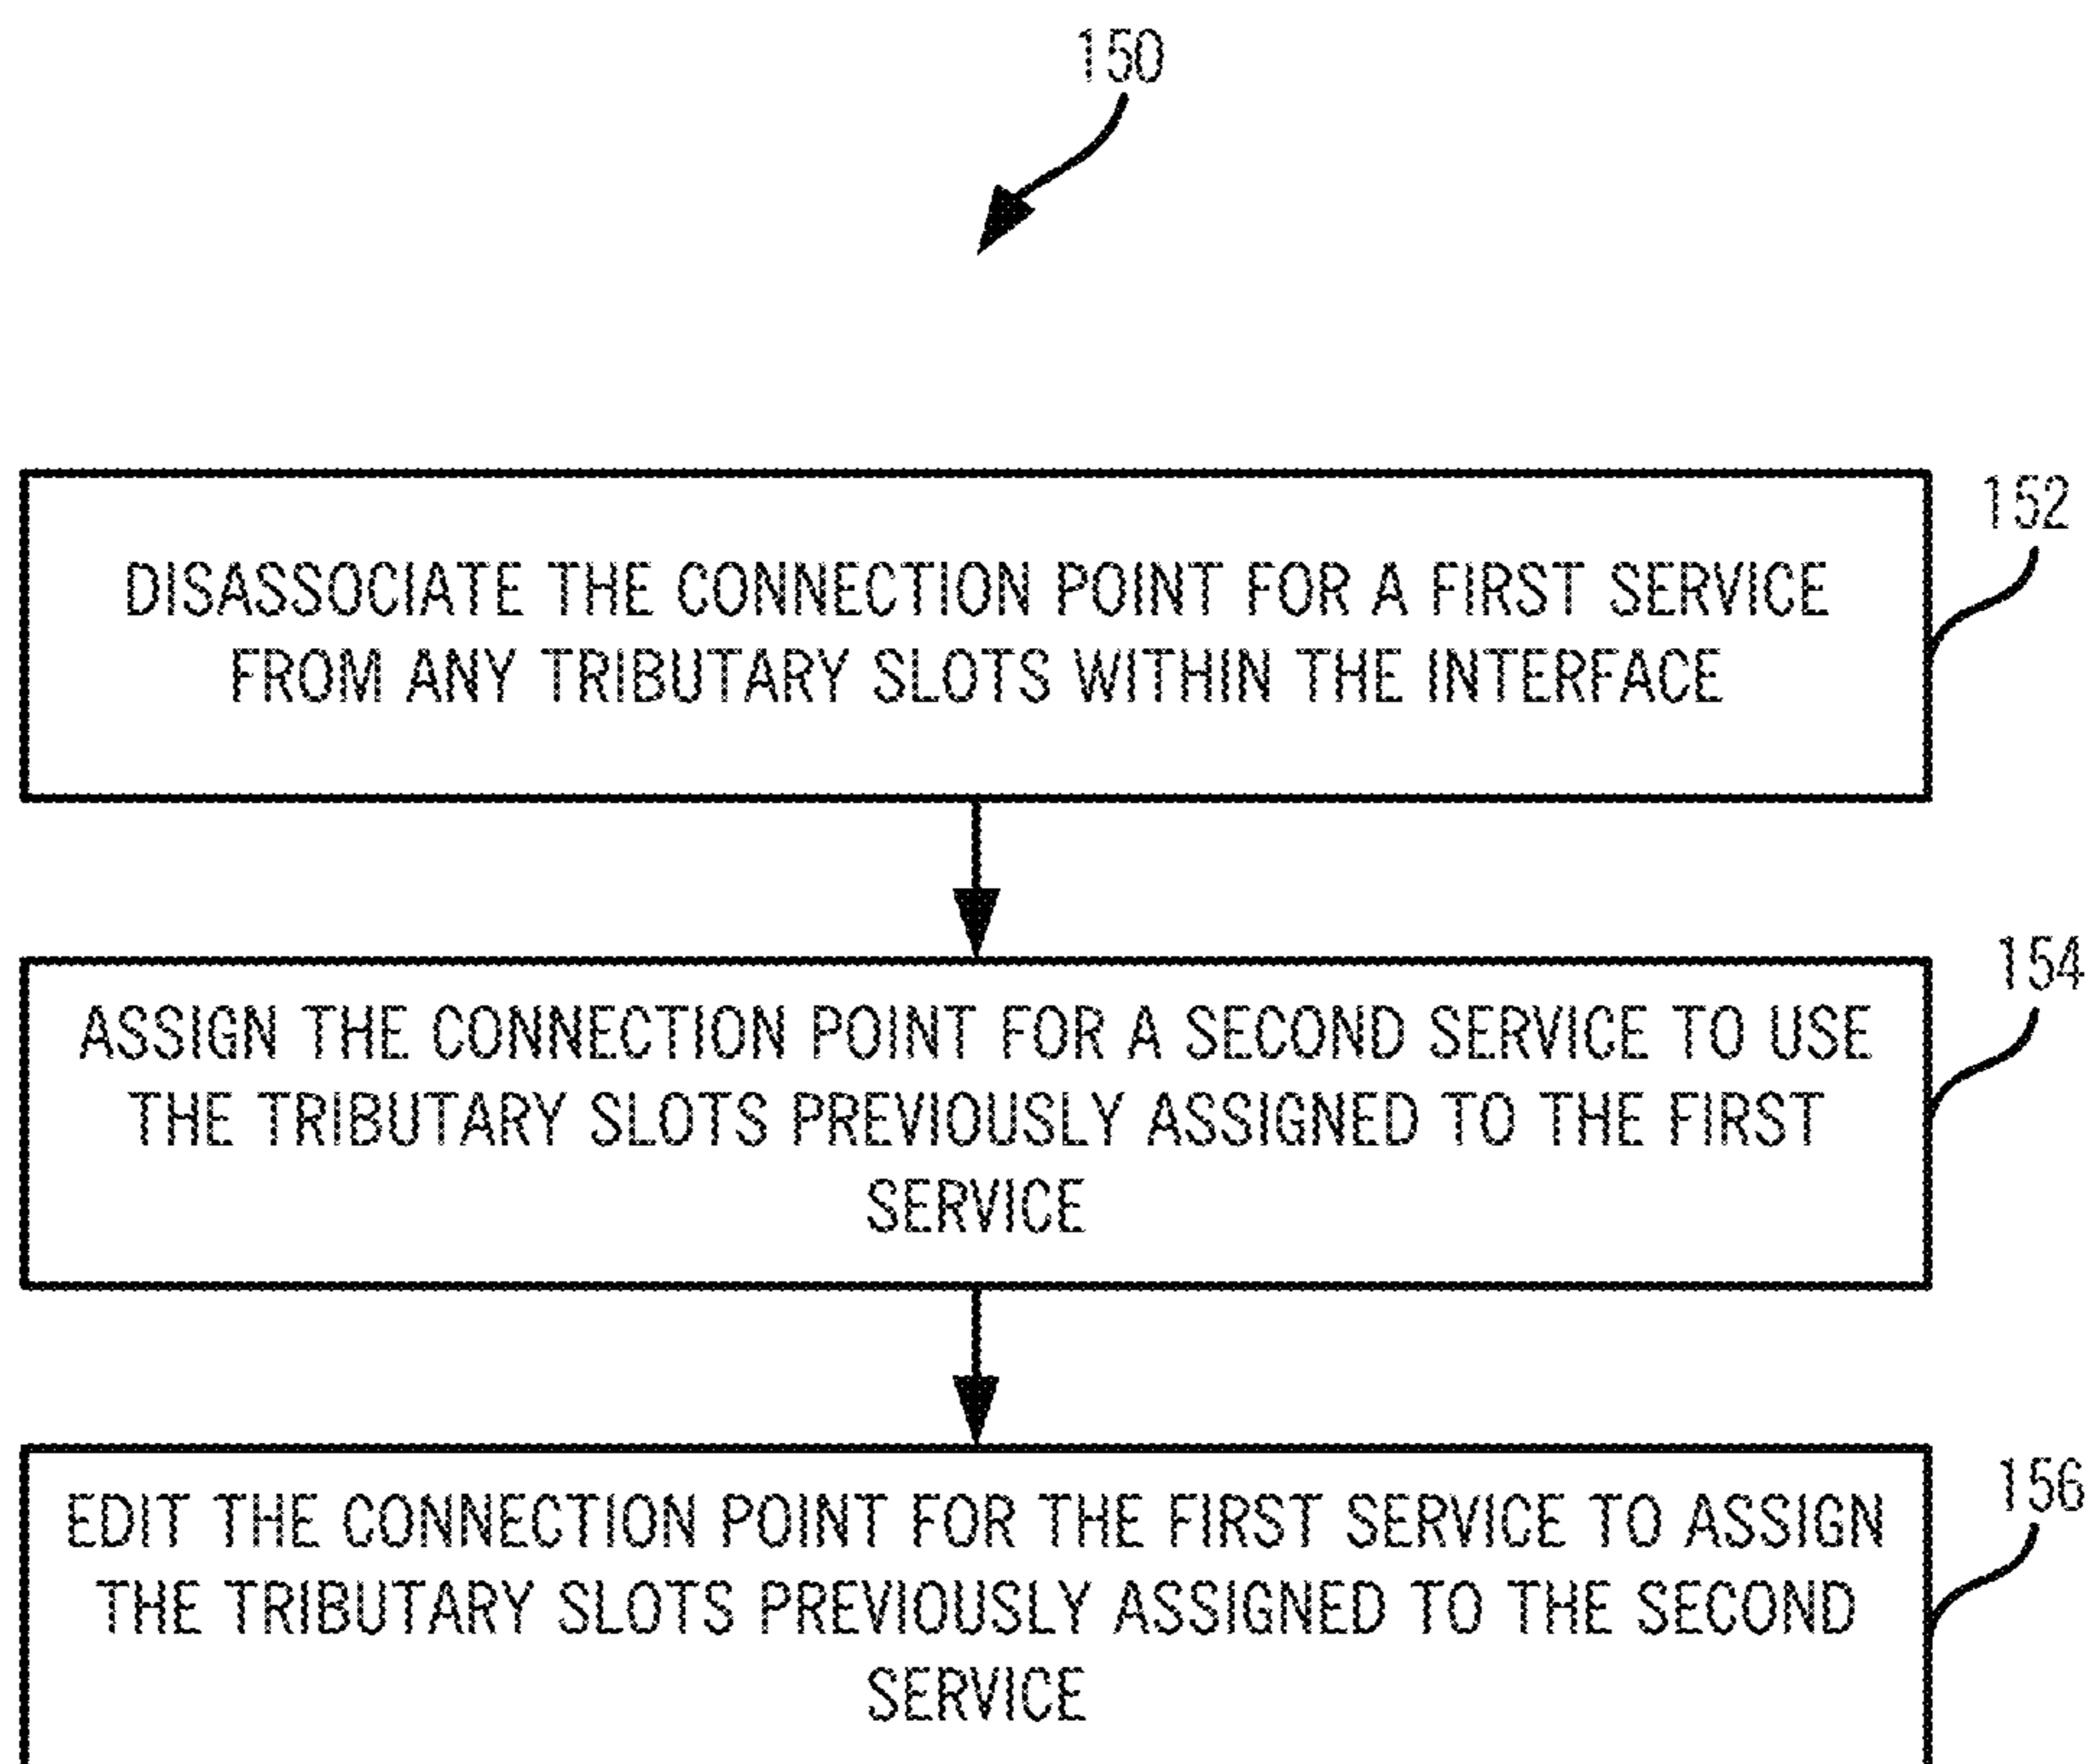 150
152
DISASSOCIATE THE CONNECTION POINT FOR A FIRST SERVICE
FROM ANY TRIBUTARY SLOTS WITHIN THE INTERFACE
154
ASSIGN THE CONNECTION POINT FOR A SECOND SERVICE TO USE
THE TRIBUTARY SLOTS PREVIOUSLY ASSIGNED TO THE FIRST
SERVICE
156
EDIT THE CONNECTION POINT FOR THE FIRST SERVICE TO ASSIGN
THE TRIBUTARY SLOTS PREVIOUSLY ASSIGNED TO THE SECOND
SERVICE